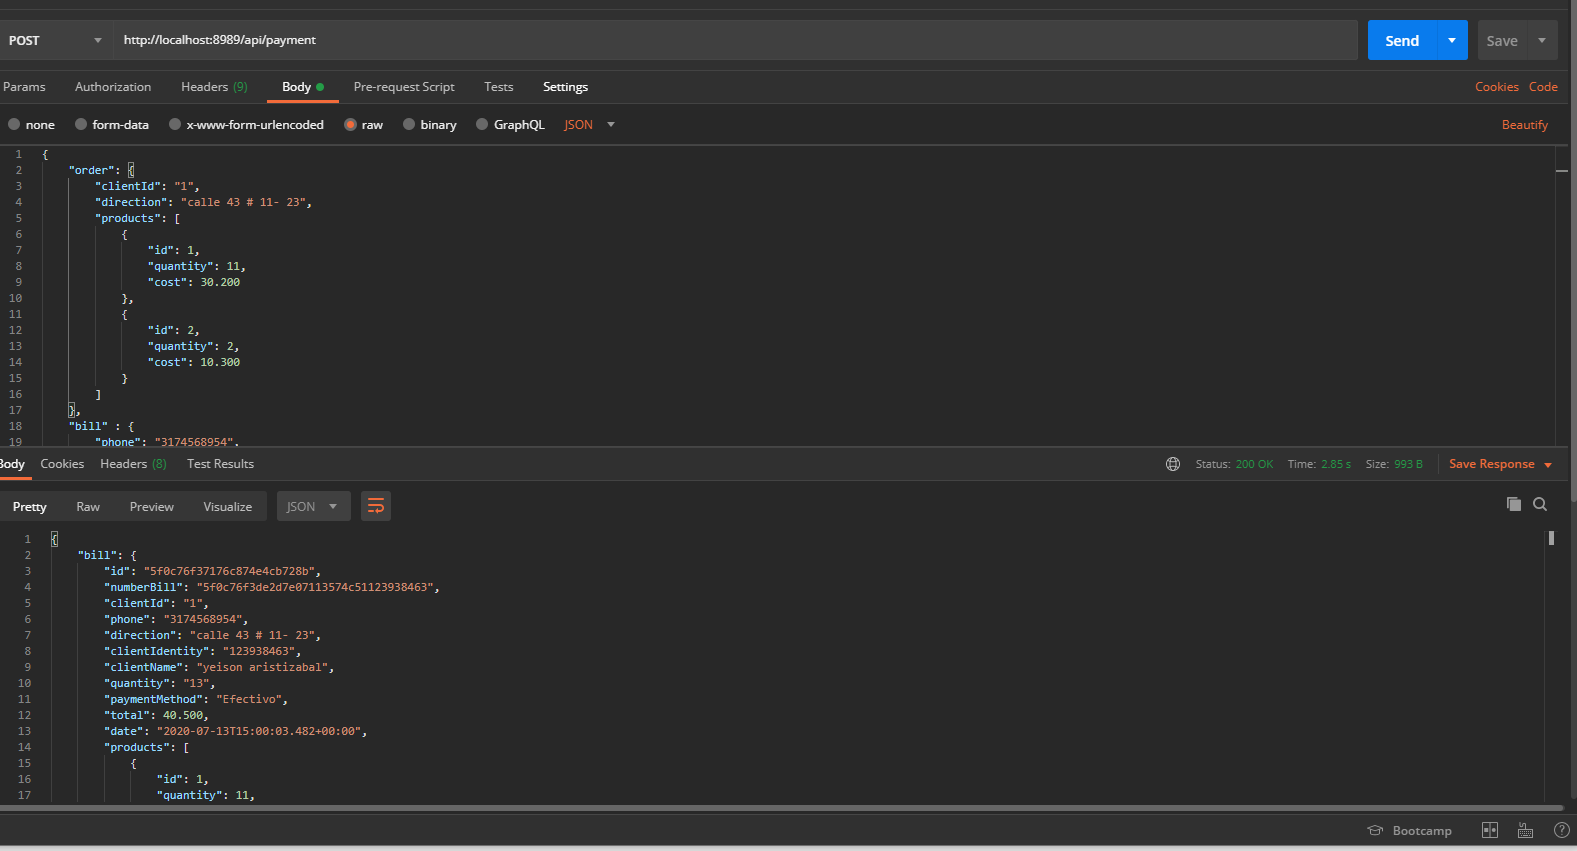 POST http://localhost:8989/api/payment Send Save
Params Authorization Headers (9) Body Pre-request Script Tests Settings Cookies Code
none form-data x-www-form-urlencoded raw binary GraphQL JSON Beautify
1 {
2 "order": {
3 "clientId": "1",
4 "direction": "calle 43 # 11- 23",
5 "products": [
6 {
7 "id": 1,
8 "quantity": 11,
9 "cost": 30.200
10 },
11 {
12 "id": 2,
13 "quantity": 2,
14 "cost": 10.300
15 }
16 ]
17 },
18 "bill" : {
19 "phone": "3174568954",
Body Cookies Headers (8) Test Results Status: 200 OK Time: 2.85 s Size: 993 B Save Response
Pretty Raw Preview Visualize JSON
1 {
2 "bill": {
3 "id": "5f0c76f37176c874e4cb728b",
4 "numberBill": "5f0c76f3de2d7e07113574c51123938463",
5 "clientId": "1",
6 "phone": "3174568954",
7 "direction": "calle 43 # 11- 23",
8 "clientIdentity": "123938463",
9 "clientName": "yeison aristizabal",
10 "quantity": "13",
11 "paymentMethod": "Efectivo",
12 "total": 40.500,
13 "date": "2020-07-13T15:00:03.482+00:00",
14 "products": [
15 {
16 "id": 1,
17 "quantity": 11,
Bootcamp